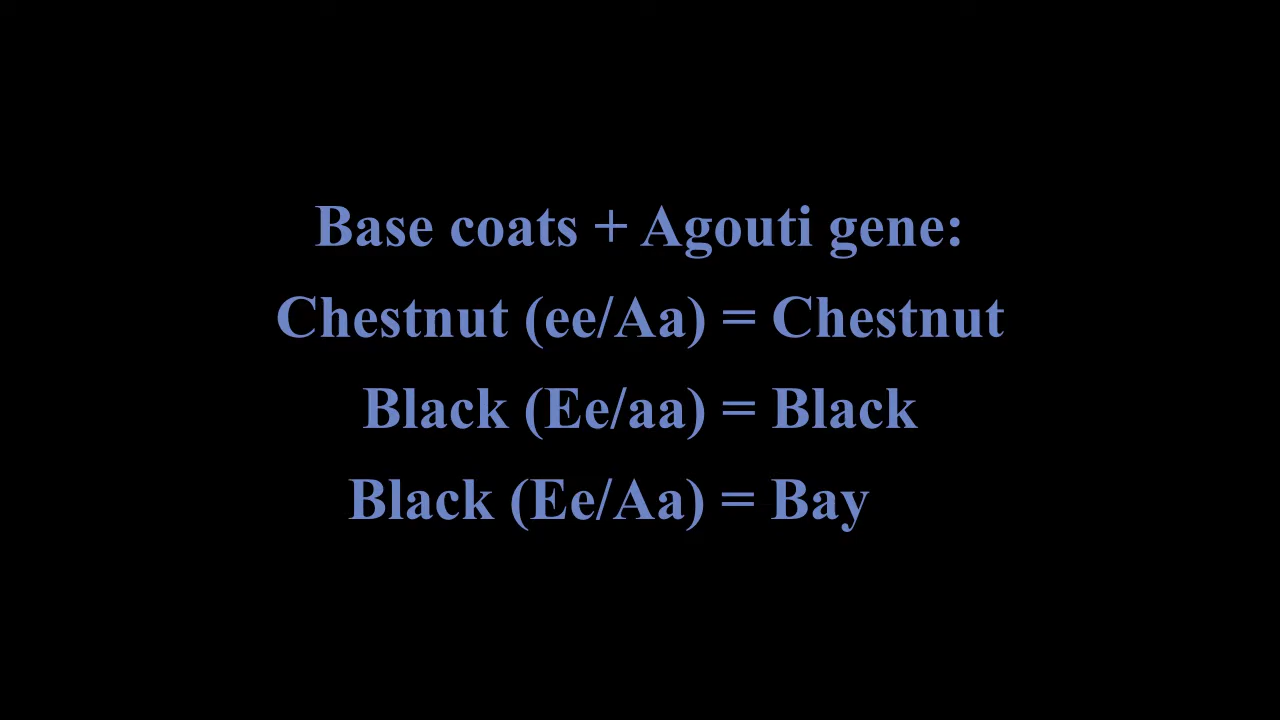 Base coats + Agouti gene:
Chestnut (ee/Aa) = Chestnut
Black (Ee/aa) = Black
Black (Ee/Aa) = Bay